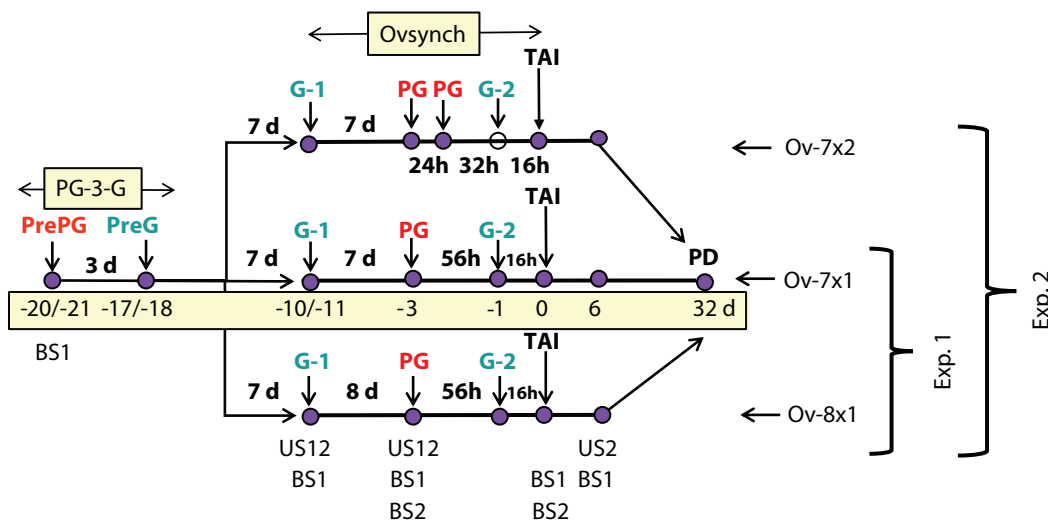 Ovsynch
TAI
G-1 PG PG G-2
7 d 7 d
24h 32h 16h
Ov-7x2
PG-3-G
PrePG PreG
3 d
TAI
G-1 PG G-2
7 d 7 d 56h 16h
PD
Ov-7x1
-20/-21 -17/-18 -10/-11 -3 -1 0 6 32 d
BS1
TAI
G-1 PG G-2
7 d 8 d 56h 16h
Ov-8x1
US12 US12 US2
BS1 BS1 BS1 BS1
BS2 BS2
Exp. 1
Exp. 2